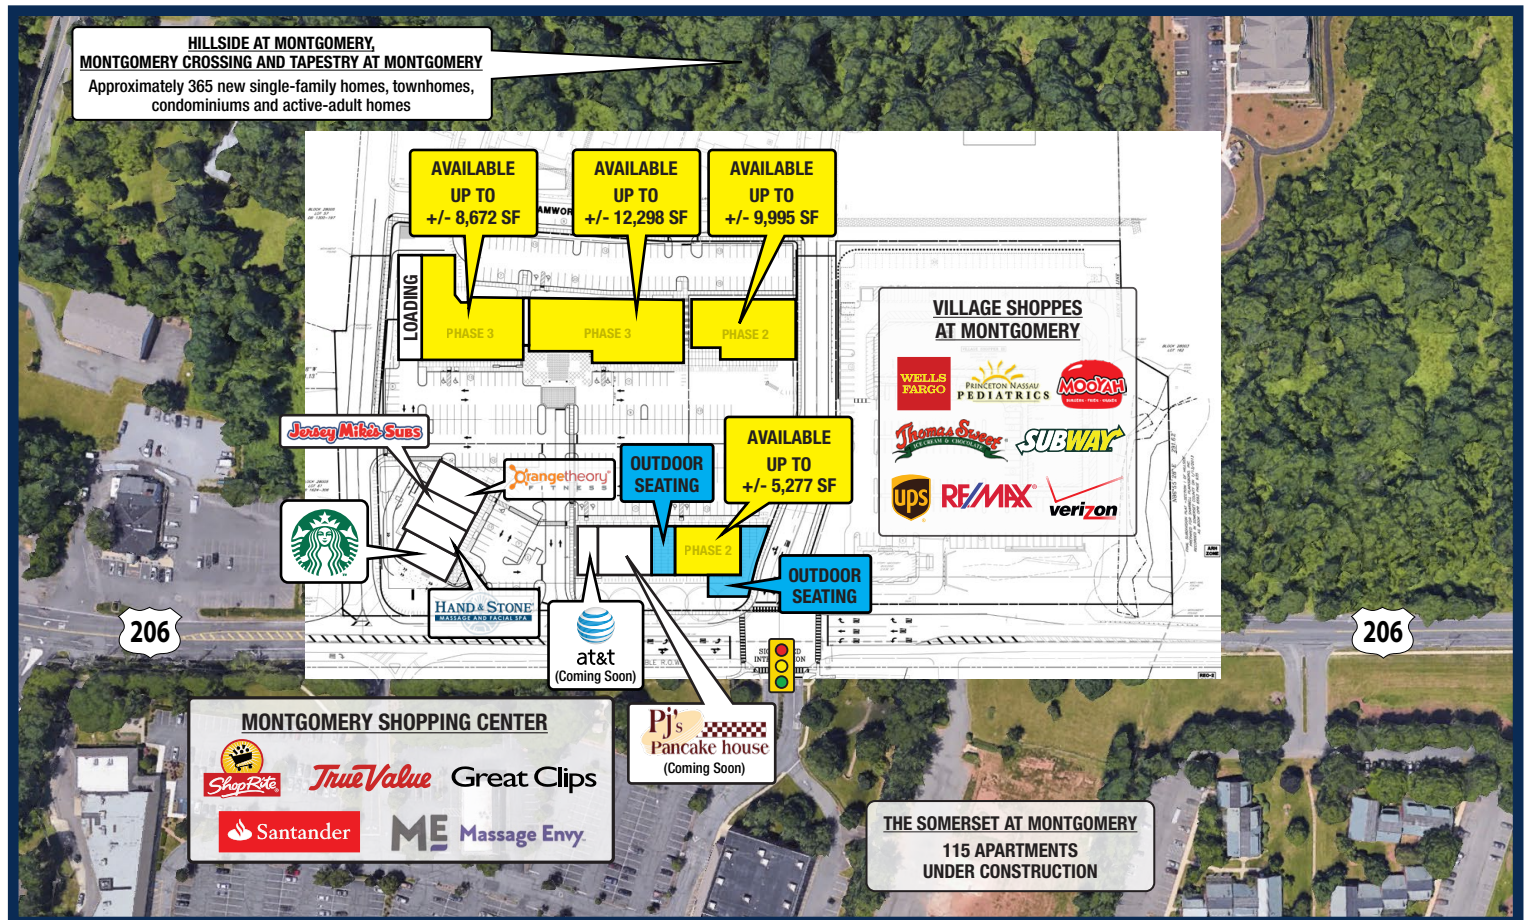 HILLSIDE AT MONTGOMERY,
MONTGOMERY CROSSING AND TAPESTRY AT MONTGOMERY
Approximately 365 new single-family homes, townhomes,
condominiums and active-adult homes
AVAILABLE
UP TO
+/- 8,672 SF
AVAILABLE
UP TO
+/- 12,298 SF
AVAILABLE
UP TO
+/- 9,995 SF
LOADING
PHASE 3
PHASE 3
PHASE 2
VILLAGE SHOPPES
AT MONTGOMERY
WELLS
FARGO
PRINCETON NASSAU
PEDIATRICS
MOOYAH
BURGERS · FRIES · SHAKES
Thomas Sweet
ICE CREAM & CHOCOLATE
SUBWAY
ups
RE/MAX
verizon
Jersey Mike's Subs
Orangetheory
FITNESS
OUTDOOR
SEATING
AVAILABLE
UP TO
+/- 5,277 SF
PHASE 2
OUTDOOR
SEATING
HAND & STONE
MASSAGE AND FACIAL SPA
at&t
(Coming Soon)
206
206
Pj's
Pancake house
(Coming Soon)
MONTGOMERY SHOPPING CENTER
ShopRite
True Value
Great Clips
Santander
ME Massage Envy
THE SOMERSET AT MONTGOMERY
115 APARTMENTS
UNDER CONSTRUCTION